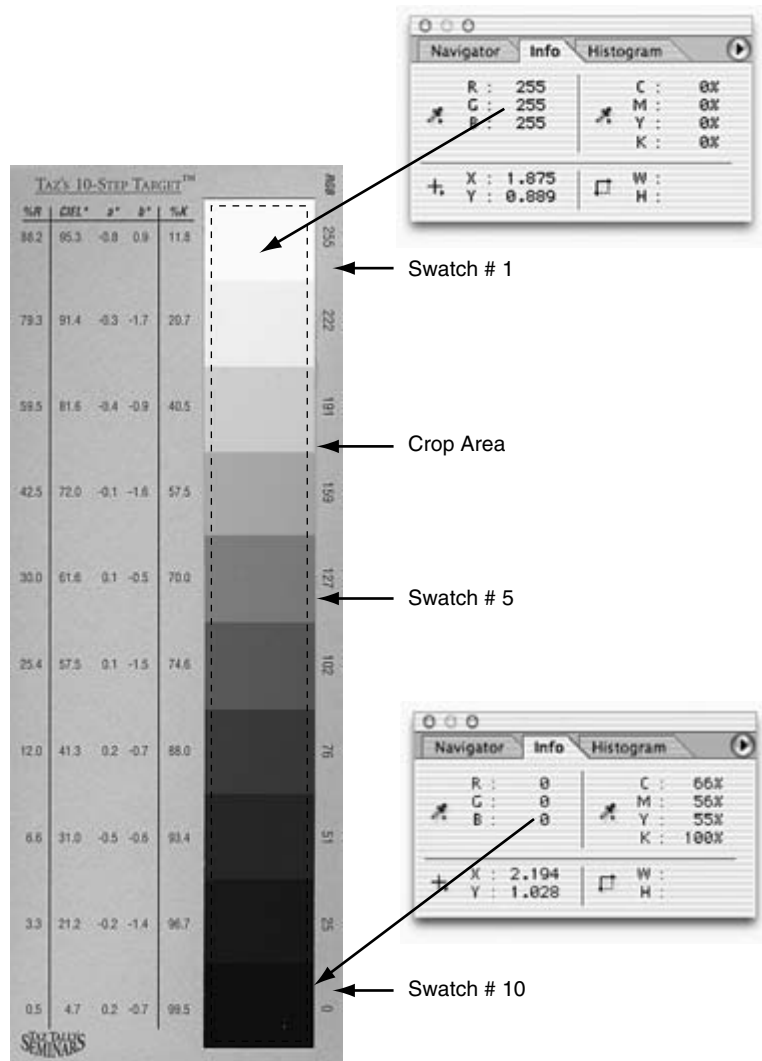 Navigator Info Histogram
R : 255 C : 0%
G : 255 M : 0%
B : 255 Y : 0%
K : 0%
X : 1.875 W :
Y : 0.889 H :
TAZ'S 10-STEP TARGET™ RGB
%R CIEL* a* b* %K
88.2 95.3 -0.8 0.9 11.8 255
Swatch # 1
79.3 91.4 -0.3 -1.7 20.7 222
59.5 81.6 -0.4 -0.9 40.5 191
Crop Area
42.5 72.0 -0.1 -1.6 57.5 159
30.0 61.6 0.1 -0.5 70.0 127
Swatch # 5
25.4 57.5 0.1 -1.5 74.6 102
12.0 41.3 0.2 -0.7 88.0 76
Navigator Info Histogram
R : 0 C : 66%
G : 0 M : 56%
B : 0 Y : 55%
K : 100%
X : 2.194 W :
Y : 1.028 H :
6.6 31.0 -0.5 -0.6 93.4 51
3.3 21.2 -0.2 -1.4 96.7 25
Swatch # 10
0.5 4.7 0.2 -0.7 99.5 0
TAZ TALLY'S
SEMINARS